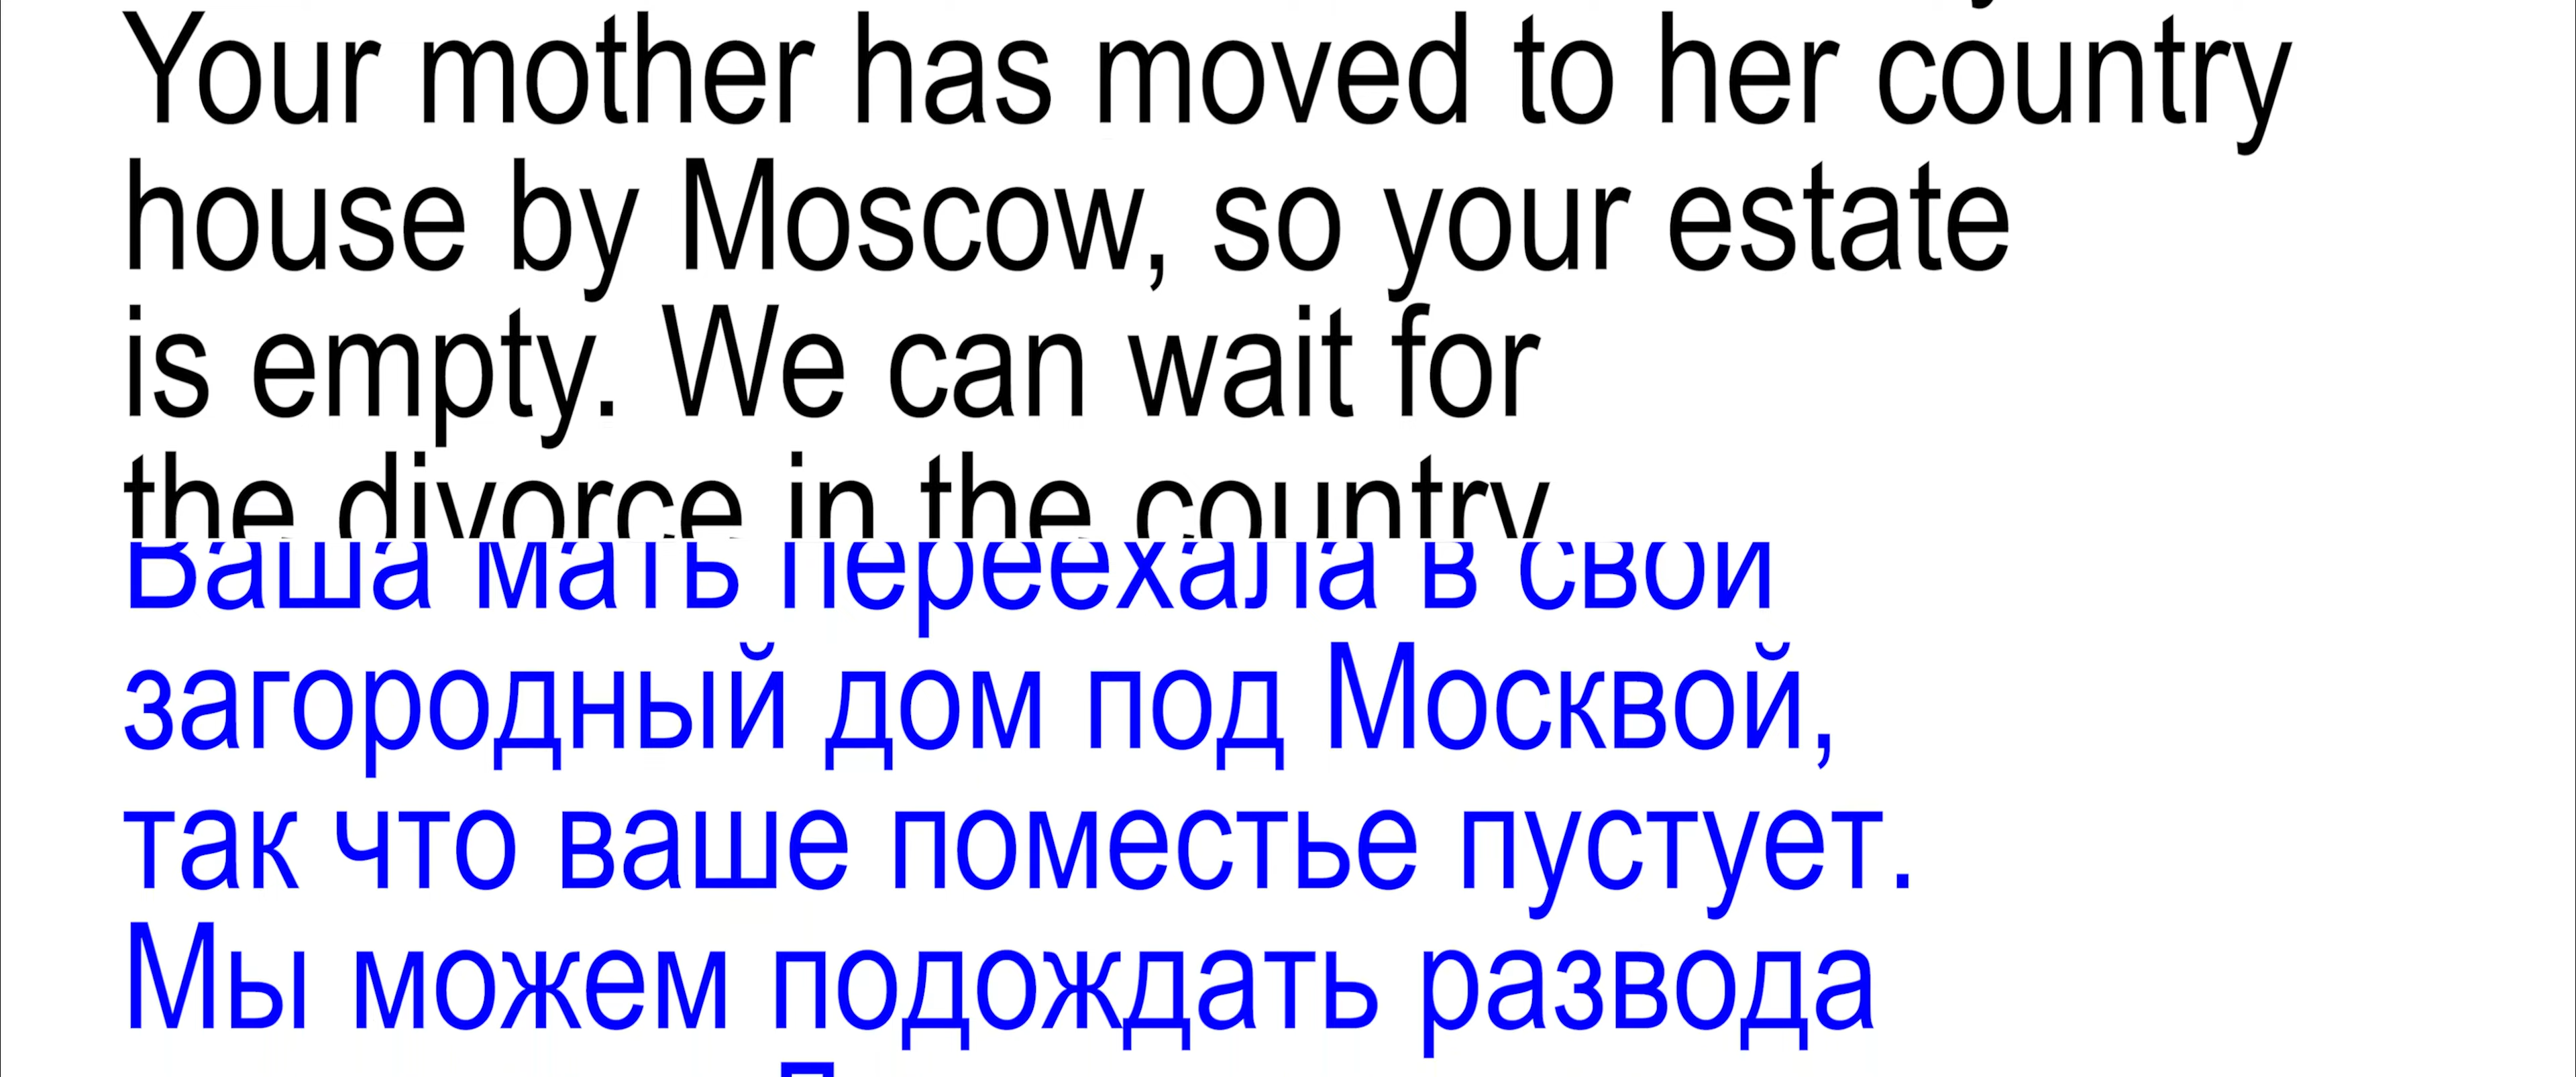 Your mother has moved to her country
house by Moscow, so your estate
is empty. We can wait for
the divorce in the country
Ваша мать переехала в свой
загородный дом под Москвой,
так что ваше поместье пустует.
Мы можем подождать развода